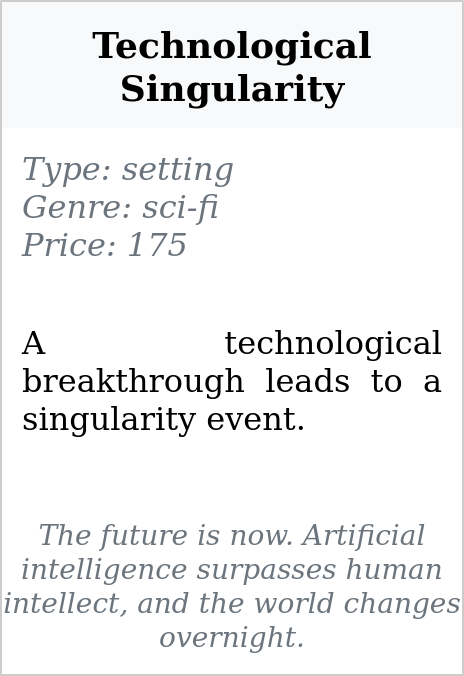 Technological
Singularity
Type: setting
Genre: sci-fi
Price: 175
A technological
breakthrough leads to a
singularity event.
The future is now. Artificial
intelligence surpasses human
intellect, and the world changes
overnight.